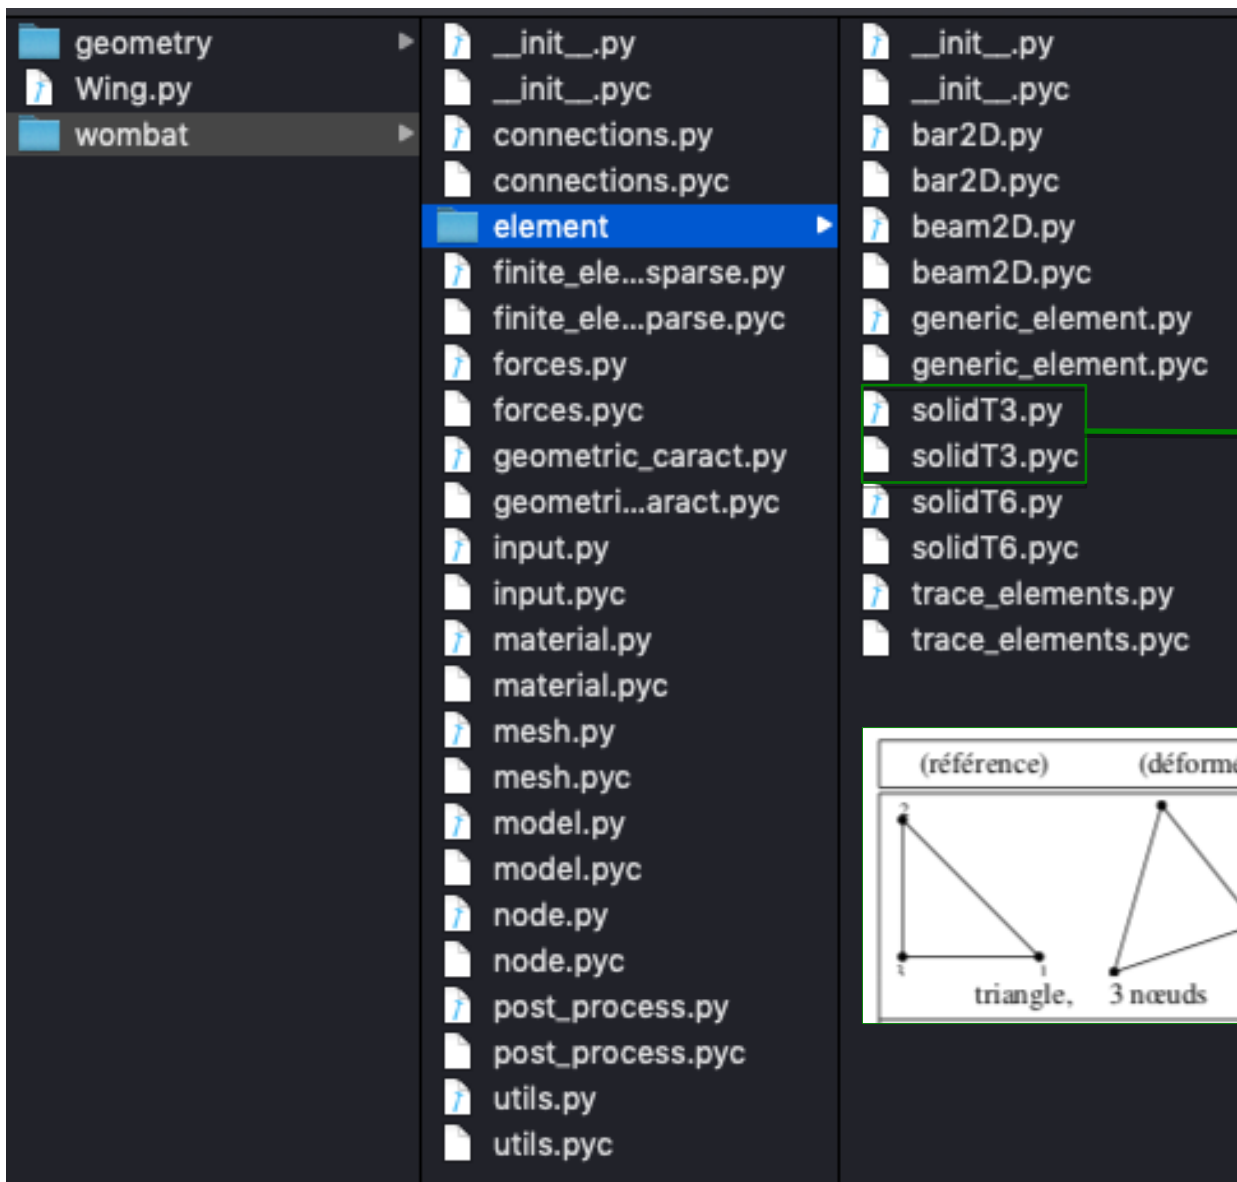 geometry
Wing.py
wombat
__init__.py
__init__.pyc
connections.py
connections.pyc
element
finite_ele...sparse.py
finite_ele...parse.pyc
forces.py
forces.pyc
geometric_caract.py
geometri...aract.pyc
input.py
input.pyc
material.py
material.pyc
mesh.py
mesh.pyc
model.py
model.pyc
node.py
node.pyc
post_process.py
post_process.pyc
utils.py
utils.pyc
__init__.py
__init__.pyc
bar2D.py
bar2D.pyc
beam2D.py
beam2D.pyc
generic_element.py
generic_element.pyc
solidT3.py
solidT3.pyc
solidT6.py
solidT6.pyc
trace_elements.py
trace_elements.pyc
(référence) (déformé
2
3 1
triangle, 3 nœuds